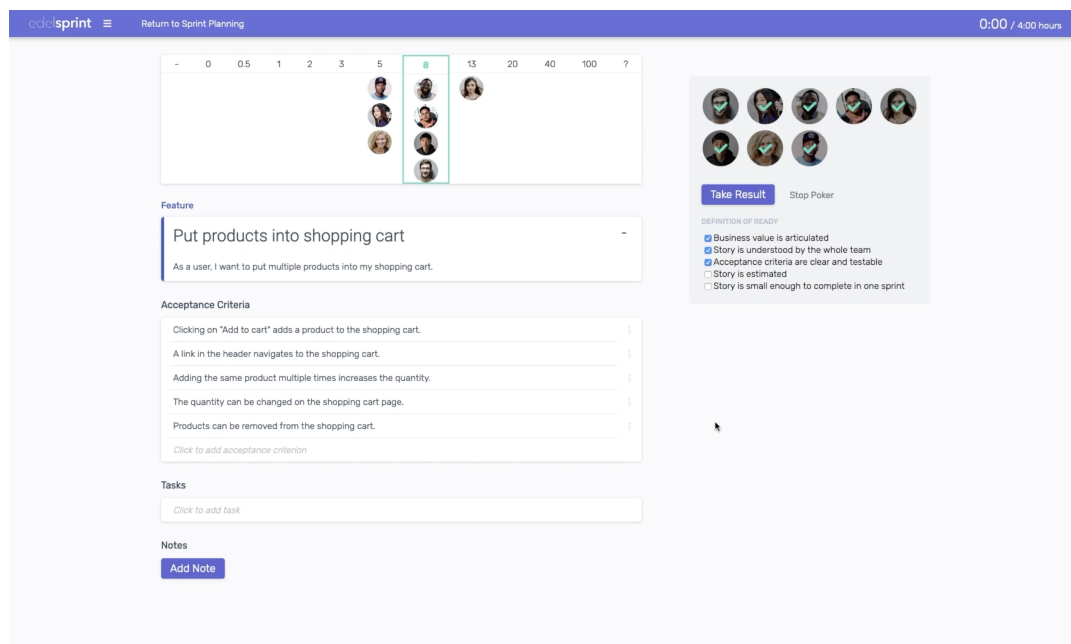 edelsprint Return to Sprint Planning 0:00 / 4:00 hours
- 0 0.5 1 2 3 5 8 13 20 40 100 ?
Take Result Stop Poker
DEFINITION OF READY
Business value is articulated
Story is understood by the whole team
Acceptance criteria are clear and testable
Story is estimated
Story is small enough to complete in one sprint
Feature
Put products into shopping cart -
As a user, I want to put multiple products into my shopping cart.
Acceptance Criteria
Clicking on "Add to cart" adds a product to the shopping cart.
A link in the header navigates to the shopping cart.
Adding the same product multiple times increases the quantity.
The quantity can be changed on the shopping cart page.
Products can be removed from the shopping cart.
Click to add acceptance criterion
Tasks
Click to add task
Notes
Add Note